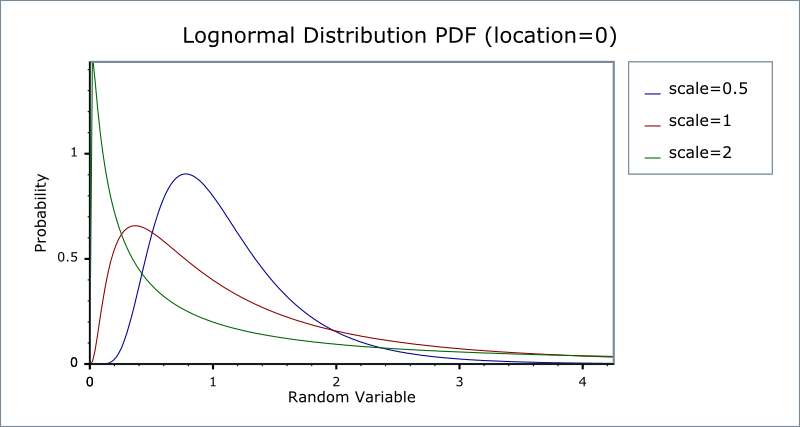 Lognormal Distribution PDF (location=0)
scale=0.5
scale=1
scale=2
Probability
1
0.5
0
0 1 2 3 4
Random Variable